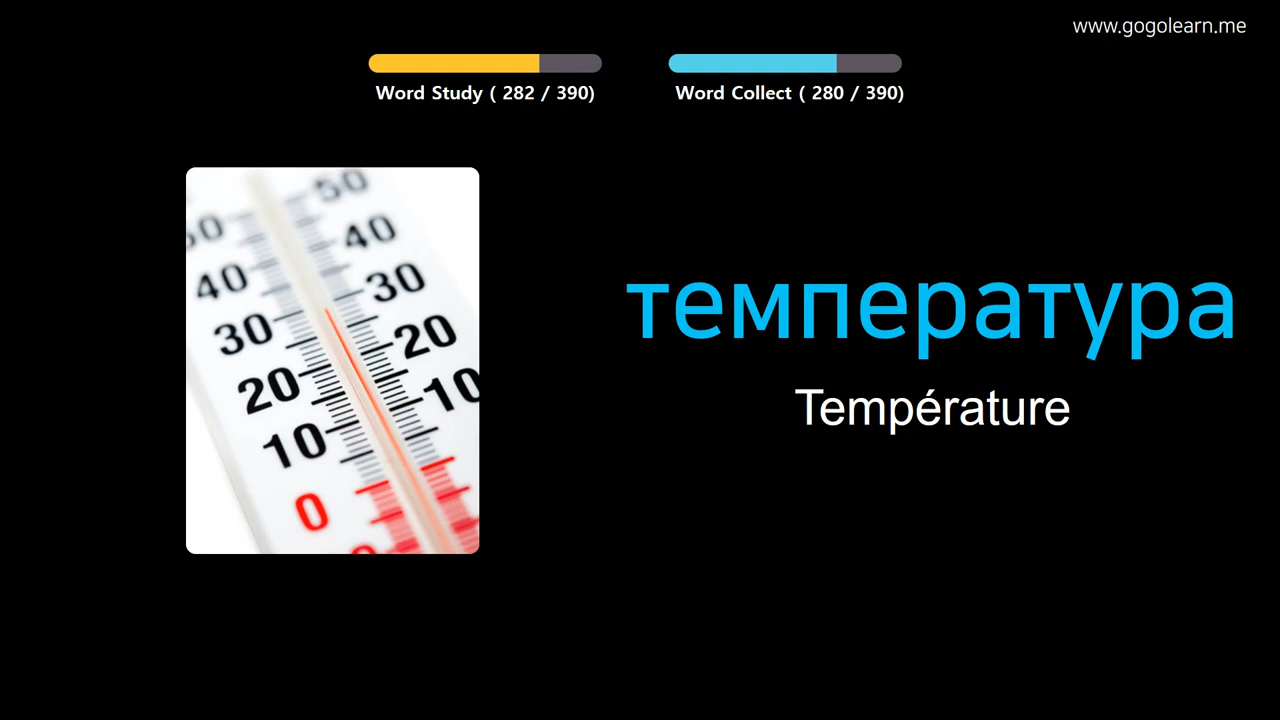 www.gogolearn.me
Word Study ( 282 / 390)
Word Collect ( 280 / 390)
50
40
40
30
30
20
20
10
10
0
температура
Température